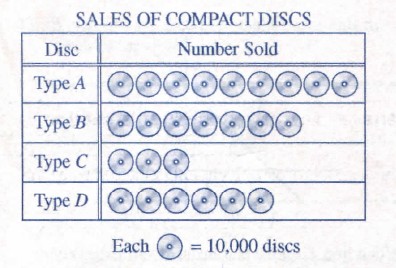 SALES OF COMPACT DISCS
Disc Number Sold
Type A
Type B
Type C
Type D
Each = 10,000 discs